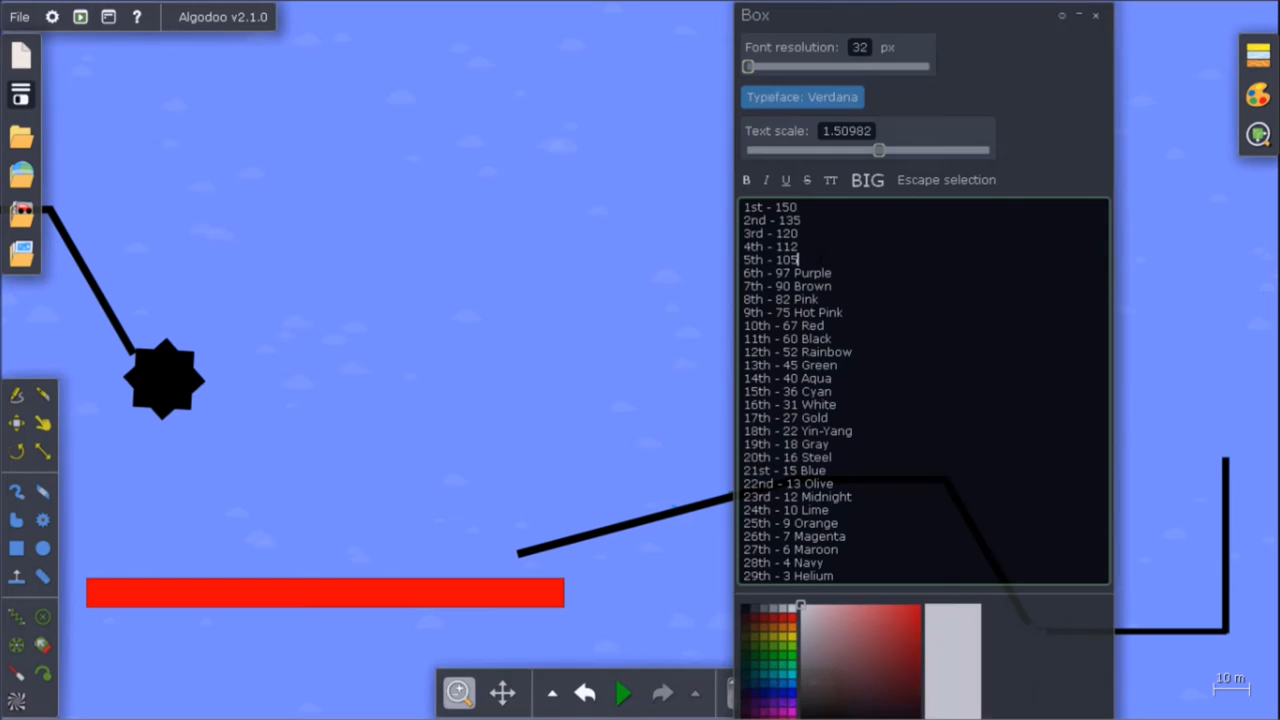 File ? Algodoo v2.1.0
Box
Font resolution: 32 px
Typeface: Verdana
Text scale: 1.50982
B I U S TT BIG Escape selection
1st - 150
2nd - 135
3rd - 120
4th - 112
5th - 105
6th - 97 Purple
7th - 90 Brown
8th - 82 Pink
9th - 75 Hot Pink
10th - 67 Red
11th - 60 Black
12th - 52 Rainbow
13th - 45 Green
14th - 40 Aqua
15th - 36 Cyan
16th - 31 White
17th - 27 Gold
18th - 22 Yin-Yang
19th - 18 Gray
20th - 16 Steel
21st - 15 Blue
22nd - 13 Olive
23rd - 12 Midnight
24th - 10 Lime
25th - 9 Orange
26th - 7 Magenta
27th - 6 Maroon
28th - 4 Navy
29th - 3 Helium
10 m